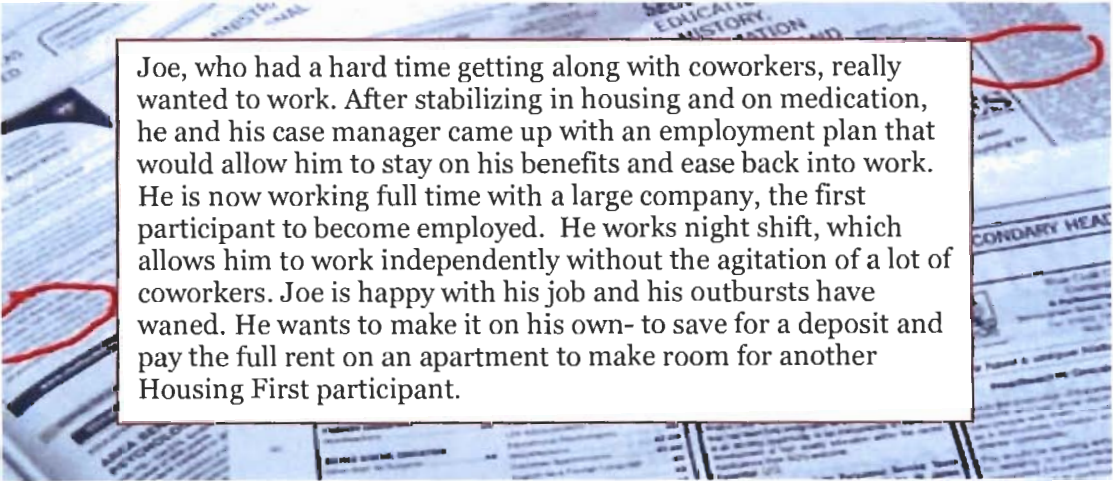 EDUCATI
HISTORY,
MATION
Joe, who had a hard time getting along with coworkers, really
wanted to work. After stabilizing in housing and on medication,
he and his case manager came up with an employment plan that
would allow him to stay on his benefits and ease back into work.
He is now working full time with a large company, the first
participant to become employed.  He works night shift, which
allows him to work independently without the agitation of a lot of
coworkers. Joe is happy with his job and his outbursts have
waned. He wants to make it on his own- to save for a deposit and
pay the full rent on an apartment to make room for another
Housing First participant.
CONDARY HEAD